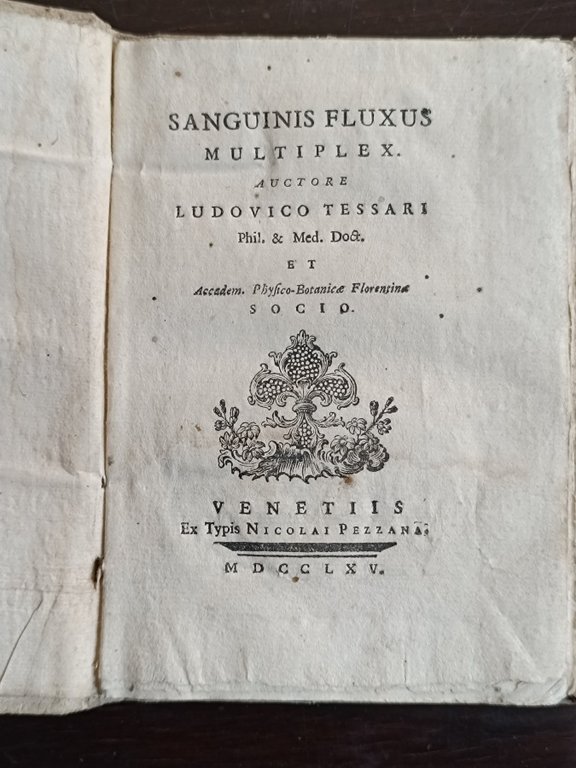 SANGUINIS FLUXUS
MULTIPLEX.
AUCTORE
LUDOVICO TESSARI
Phil. & Med. Doct.
ET
Accadem. Physico-Botanicæ Florentinæ
SOCIO.
VENETIIS
Ex Typis NICOLAI PEZZANA.
MDCCLXV.